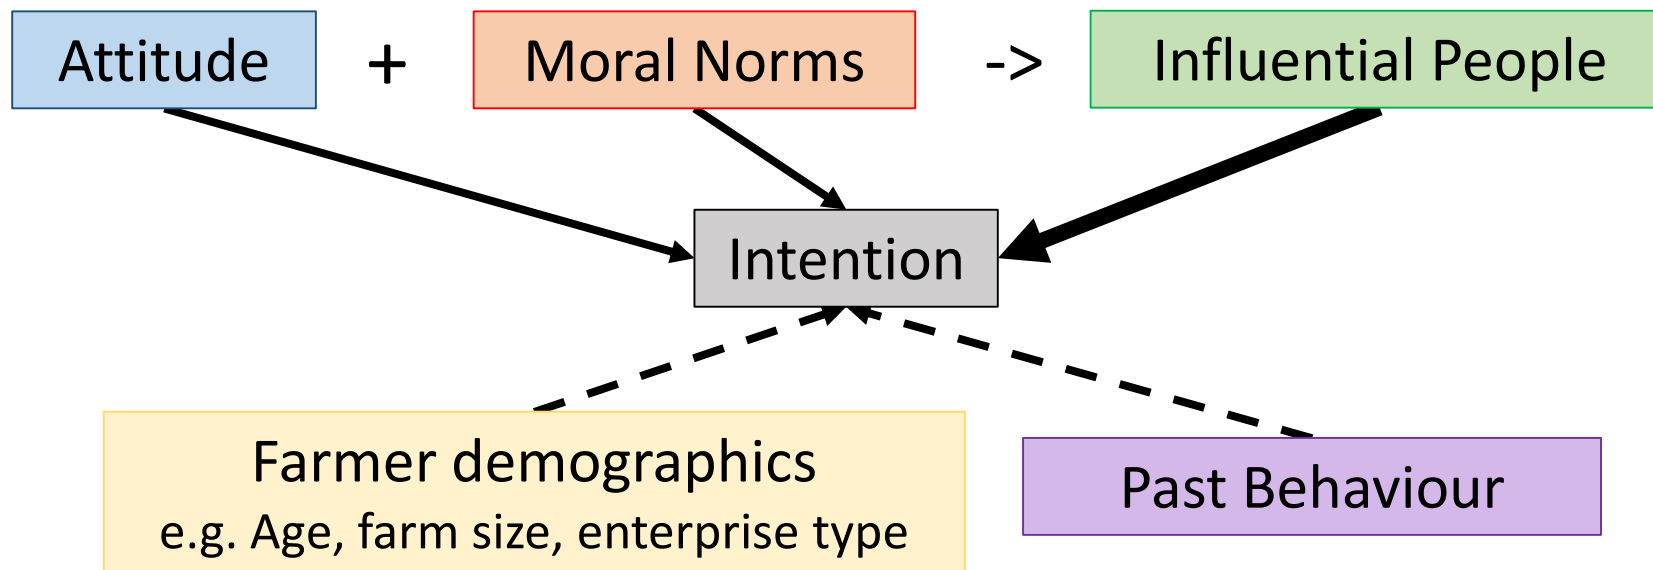 Attitude + Moral Norms -> Influential People
Intention
Farmer demographics
e.g. Age, farm size, enterprise type
Past Behaviour